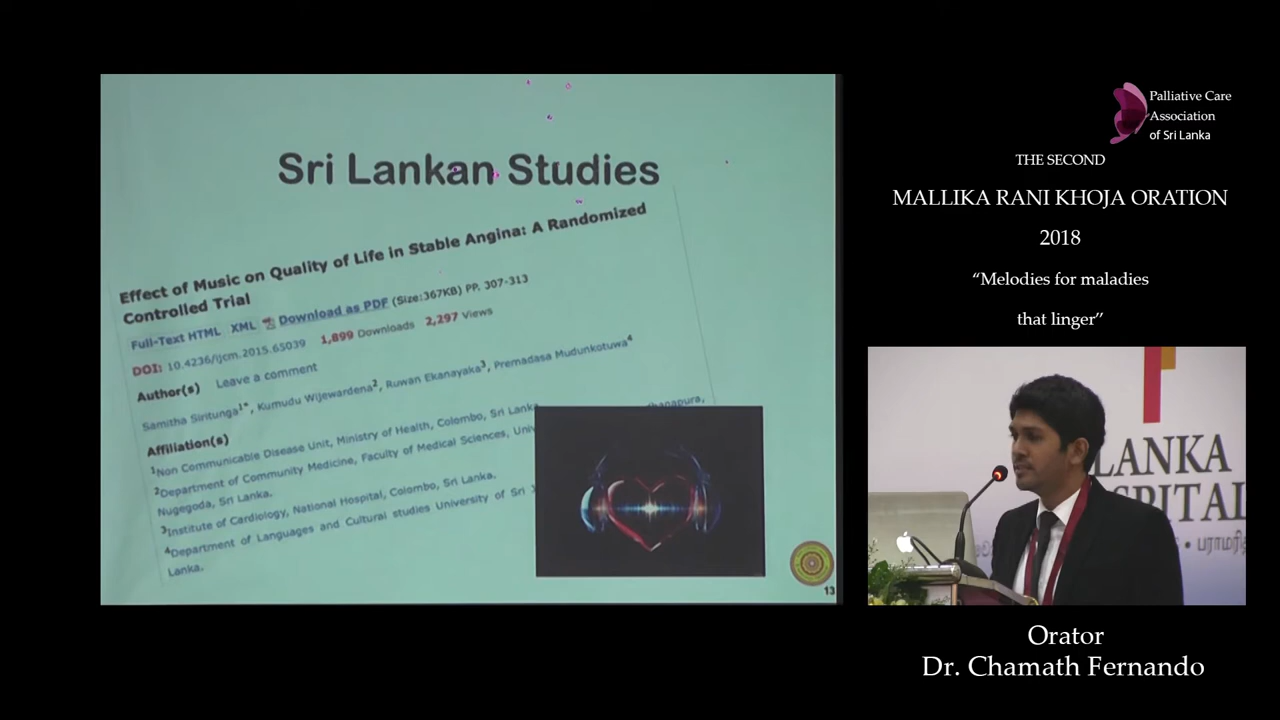 Sri Lankan Studies
Effect of Music on Quality of Life in Stable Angina: A Randomized
Controlled Trial
Full-Text HTML XML Download as PDF (Size:367KB) PP. 307-313
DOI: 10.4236/ijcm.2015.65039 1,899 Downloads 2,297 Views
Author(s) Leave a comment
Samitha Siritunga1*, Kumudu Wijewardena2, Ruwan Ekanayaka3, Premadasa Mudunkotuwa4
Affiliation(s)
1Non Communicable Disease Unit, Ministry of Health, Colombo, Sri Lanka.
2Department of Community Medicine, Faculty of Medical Sciences,
Nugegoda, Sri Lanka.
3Institute of Cardiology, National Hospital, Colombo, Sri Lanka.
4Department of Languages and Cultural studies University of Sri
Lanka.
13
Palliative Care
Association
of Sri Lanka
THE SECOND
MALLIKA RANI KHOJA ORATION
2018
“Melodies for maladies
that linger”
LANKA
Orator
Dr. Chamath Fernando